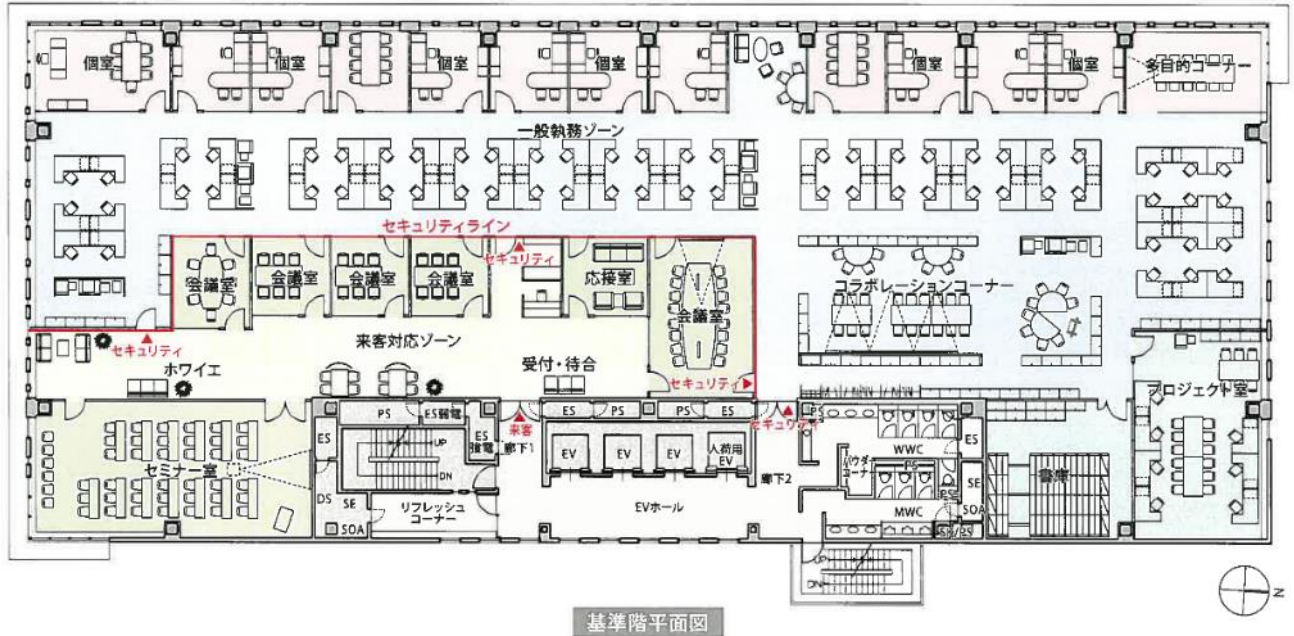 個室
個室
個室
個室
個室
個室
多目的コーナー
一般執務ゾーン
セキュリティライン
セキュリティ
会議室
会議室
会議室
会議室
応接室
会議室
コラボレーションコーナー
セキュリティ
来客対応ゾーン
ホワイエ
受付・待合
セキュリティ
プロジェクト室
PS
ES弱電
ES
PS
PS
ES
PS
来客
セキュリティ
ES
ES
強電
廊下1
UP
DN
EV
EV
EV
人荷用
EV
廊下2
WWC
ES
パウダー
コーナー
PS
セミナー室
書庫
DS
SE
SOA
リフレッシュ
コーナー
EVホール
MWC
PS
SE
SOA
SK/PS
UP
DN
N
基準階平面図